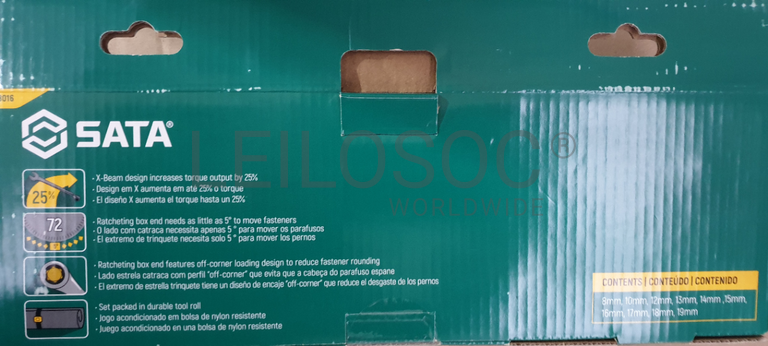 8016
SATA®
LEILOSOC®
WORLDWIDE
25%
- X-Beam design increases torque output by 25%
- Design em X aumenta em até 25% o torque
- El diseño X aumenta el torque hasta un 25%
72
5°
- Ratcheting box end needs as little as 5° to move fasteners
- O lado com catraca necessita apenas 5 ° para mover os parafusos
- El extremo de trinquete necesita solo 5 ° para mover los pernos
- Ratcheting box end features off-corner loading design to reduce fastener rounding
- Lado estrela catraca com perfil "off-corner" que evita que a cabeça do parafuso espane
- El extremo de estrella trinquete tiene un diseño de encaje "off-corner" que reduce el desgaste de los pernos
- Set packed in durable tool roll
- Jogo acondicionado em bolsa de nylon resistente
- Juego acondicionado en una bolsa de nylon resistente
CONTENTS | CONTEÚDO | CONTENIDO
8mm, 10mm, 12mm, 13mm, 14mm ,15mm,
16mm, 17mm, 18mm, 19mm